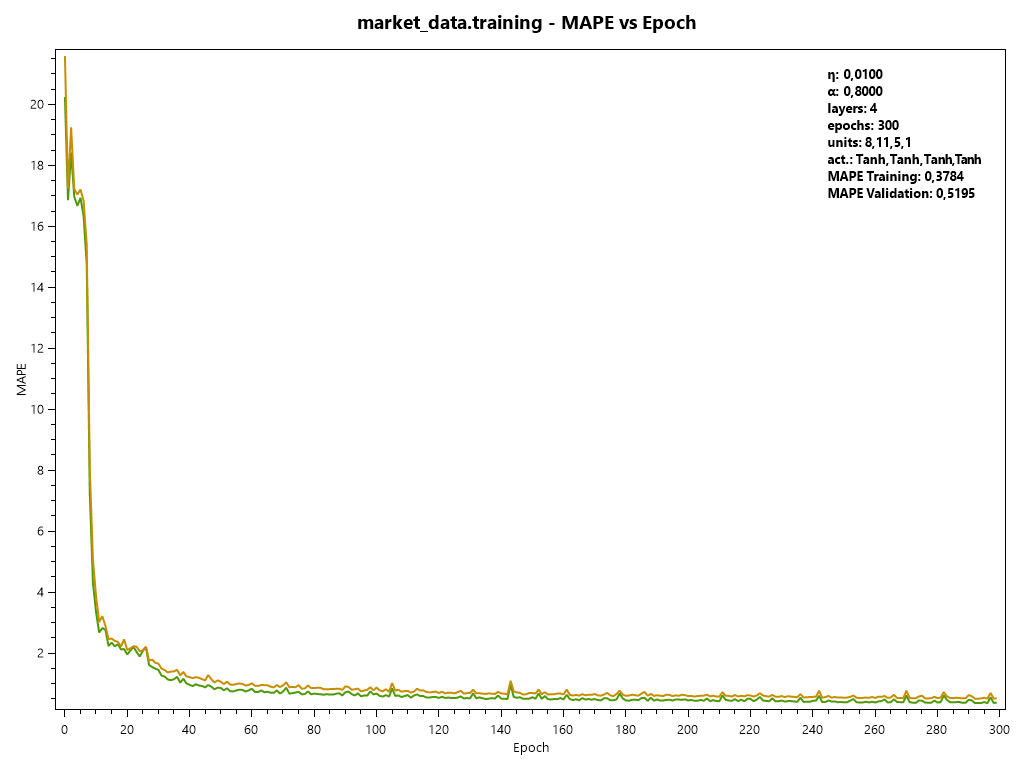 market_data.training - MAPE vs Epoch
η: 0,0100
α: 0,8000
layers: 4
epochs: 300
units: 8,11,5,1
act.: Tanh,Tanh,Tanh,Tanh
MAPE Training: 0,3784
MAPE Validation: 0,5195
20
18
16
14
12
10
8
6
4
2
MAPE
0 20 40 60 80 100 120 140 160 180 200 220 240 260 280 300
Epoch